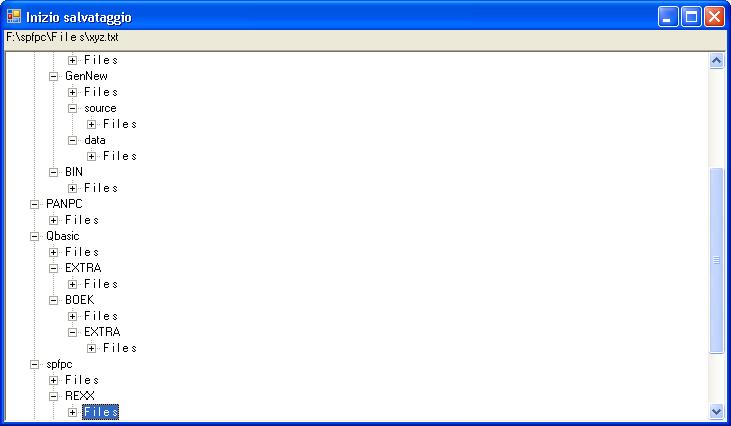 Inizio salvataggio
F:\spfpc\F i l e s\xyz.txt
F i l e s
GenNew
F i l e s
source
F i l e s
data
F i l e s
BIN
F i l e s
PANPC
F i l e s
Qbasic
F i l e s
EXTRA
F i l e s
BOEK
F i l e s
EXTRA
F i l e s
spfpc
F i l e s
REXX
F i l e s